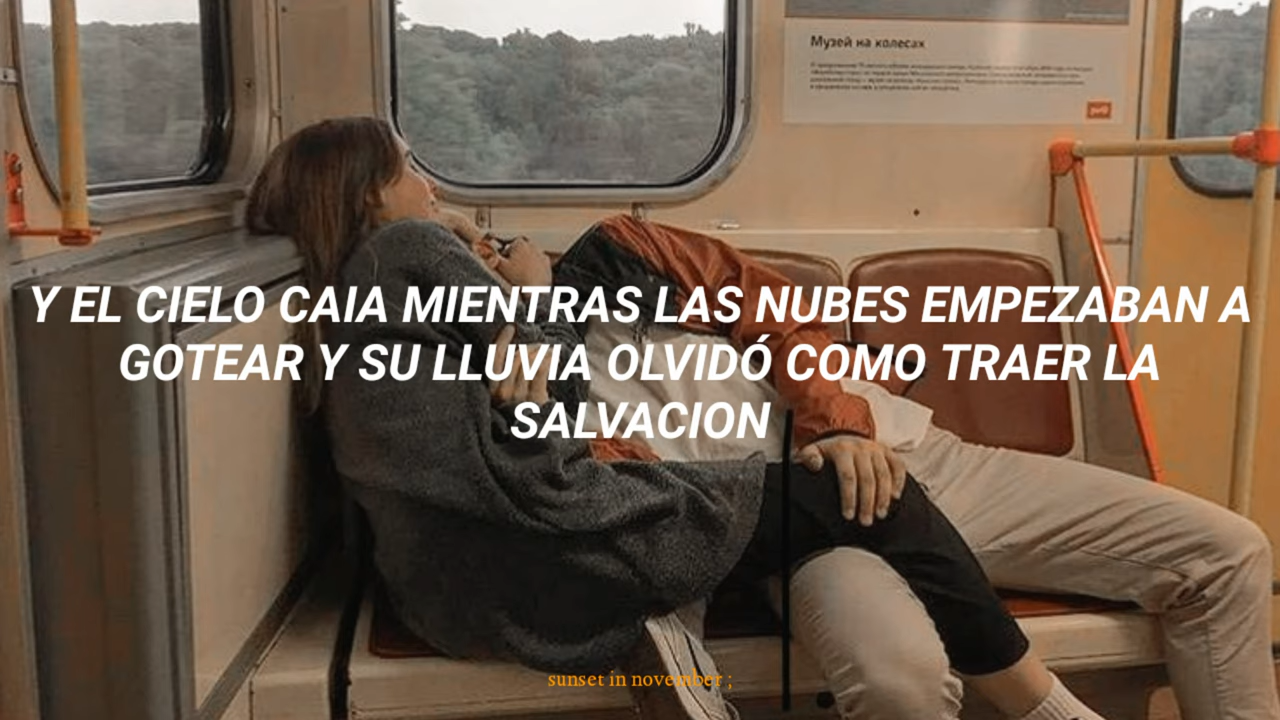 Музей на колесах
Y EL CIELO CAIA MIENTRAS LAS NUBES EMPEZABAN A
GOTEAR Y SU LLUVIA OLVIDÓ COMO TRAER LA
SALVACION
sunset in november ;